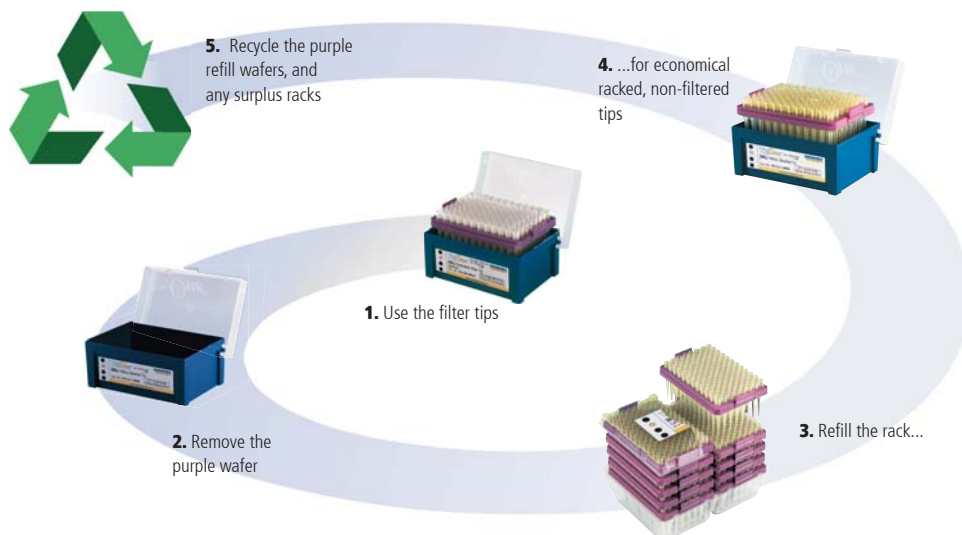 5. Recycle the purple
refill wafers, and
any surplus racks
4. ...for economical
racked, non-filtered
tips
1. Use the filter tips
2. Remove the
purple wafer
3. Refill the rack...